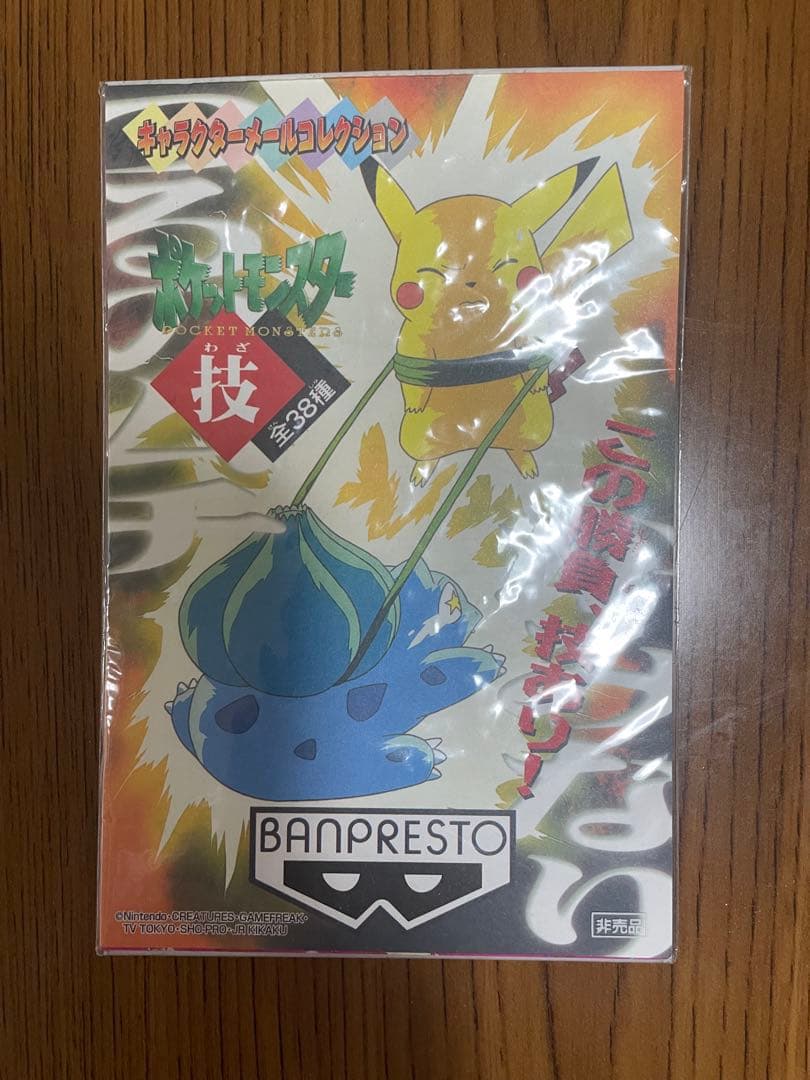 キャラクターメールコレクション
ポケットモンスター
POCKET MONSTERS
わざ
技
全38種
この勝負、技あり!
BANPRESTO
©Nintendo・CREATURES・GAMEFREAK・
TV TOKYO・SHO-PRO・JR KIKAKU
非売品